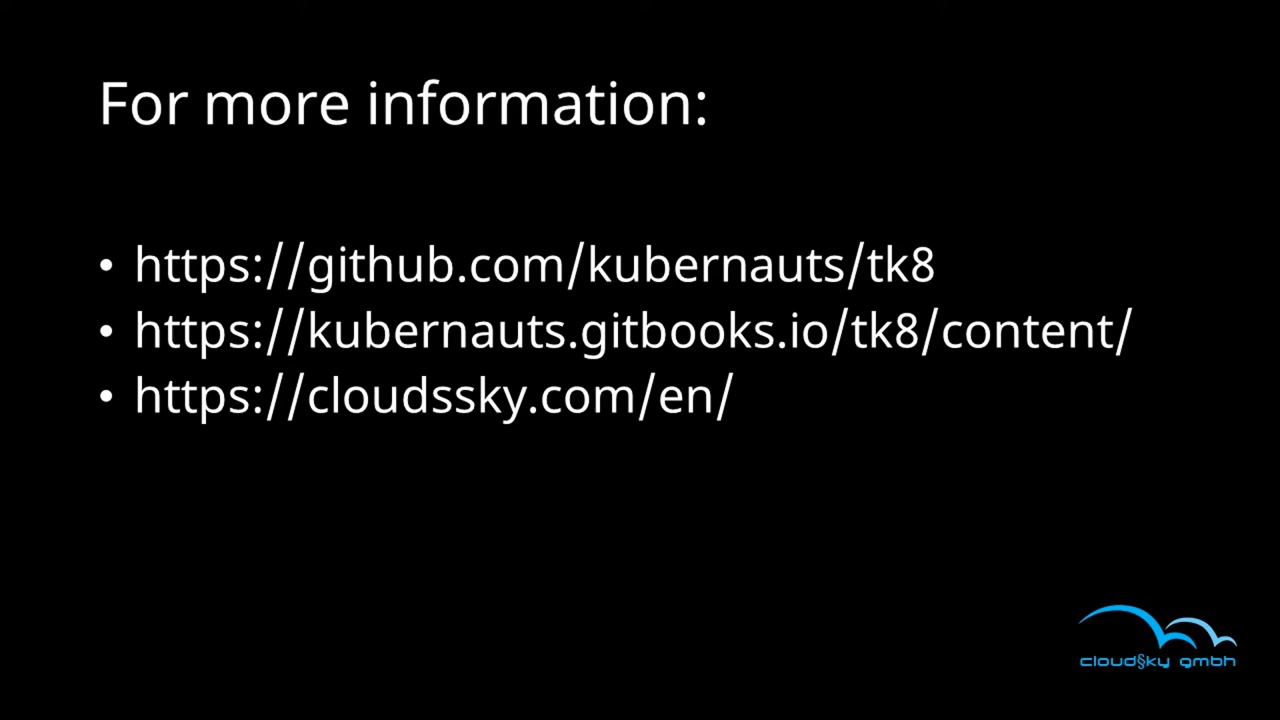 For more information:
• https://github.com/kubernauts/tk8
• https://kubernauts.gitbooks.io/tk8/content/
• https://cloudssky.com/en/
cloud§ky gmbh